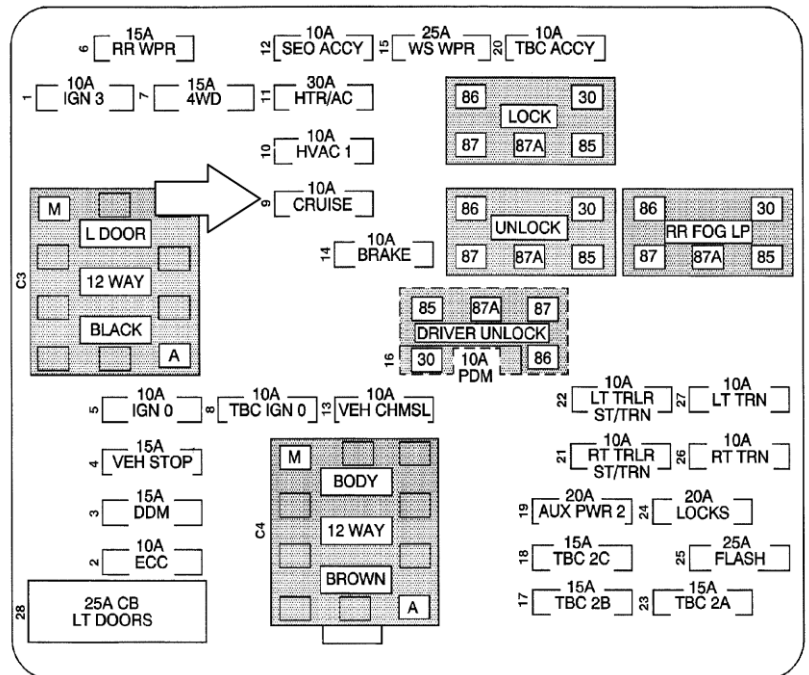 15A
6 RR WPR
10A
12 SEO ACCY
25A
15 WS WPR
10A
20 TBC ACCY
10A
1 IGN 3
15A
7 4WD
30A
11 HTR/AC
86 30
LOCK
87 87A 85
10A
10 HVAC 1
10A
9 CRUISE
M
L DOOR
12 WAY
BLACK
A
C3
86 30
UNLOCK
87 87A 85
86 30
RR FOG LP
87 87A 85
10A
14 BRAKE
85 87A 87
DRIVER UNLOCK
16 30 10A 86
PDM
10A
5 IGN 0
10A
8 TBC IGN 0
10A
13 VEH CHMSL
10A
22 LT TRLR
ST/TRN
10A
27 LT TRN
15A
4 VEH STOP
M
BODY
12 WAY
BROWN
A
C4
10A
21 RT TRLR
ST/TRN
10A
26 RT TRN
15A
3 DDM
20A
19 AUX PWR 2
20A
24 LOCKS
10A
2 ECC
15A
18 TBC 2C
25A
25 FLASH
28 25A CB
LT DOORS
15A
17 TBC 2B
15A
23 TBC 2A